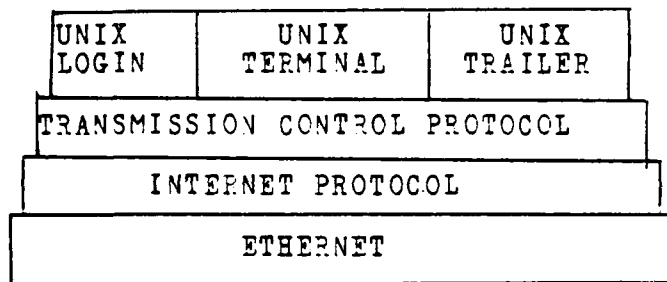 UNIX UNIX UNIX
LOGIN TERMINAL TRAILER
TRANSMISSION CONTROL PROTOCOL
INTERNET PROTOCOL
ETHERNET